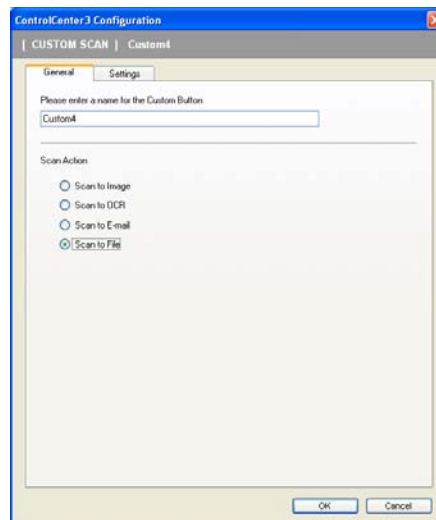 ControlCenter3 Configuration
[ CUSTOM SCAN ] Custom4
General Settings
Please enter a name for the Custom Button
Custom4
Scan Action
Scan to Image
Scan to OCR
Scan to E-mail
Scan to File
OK Cancel